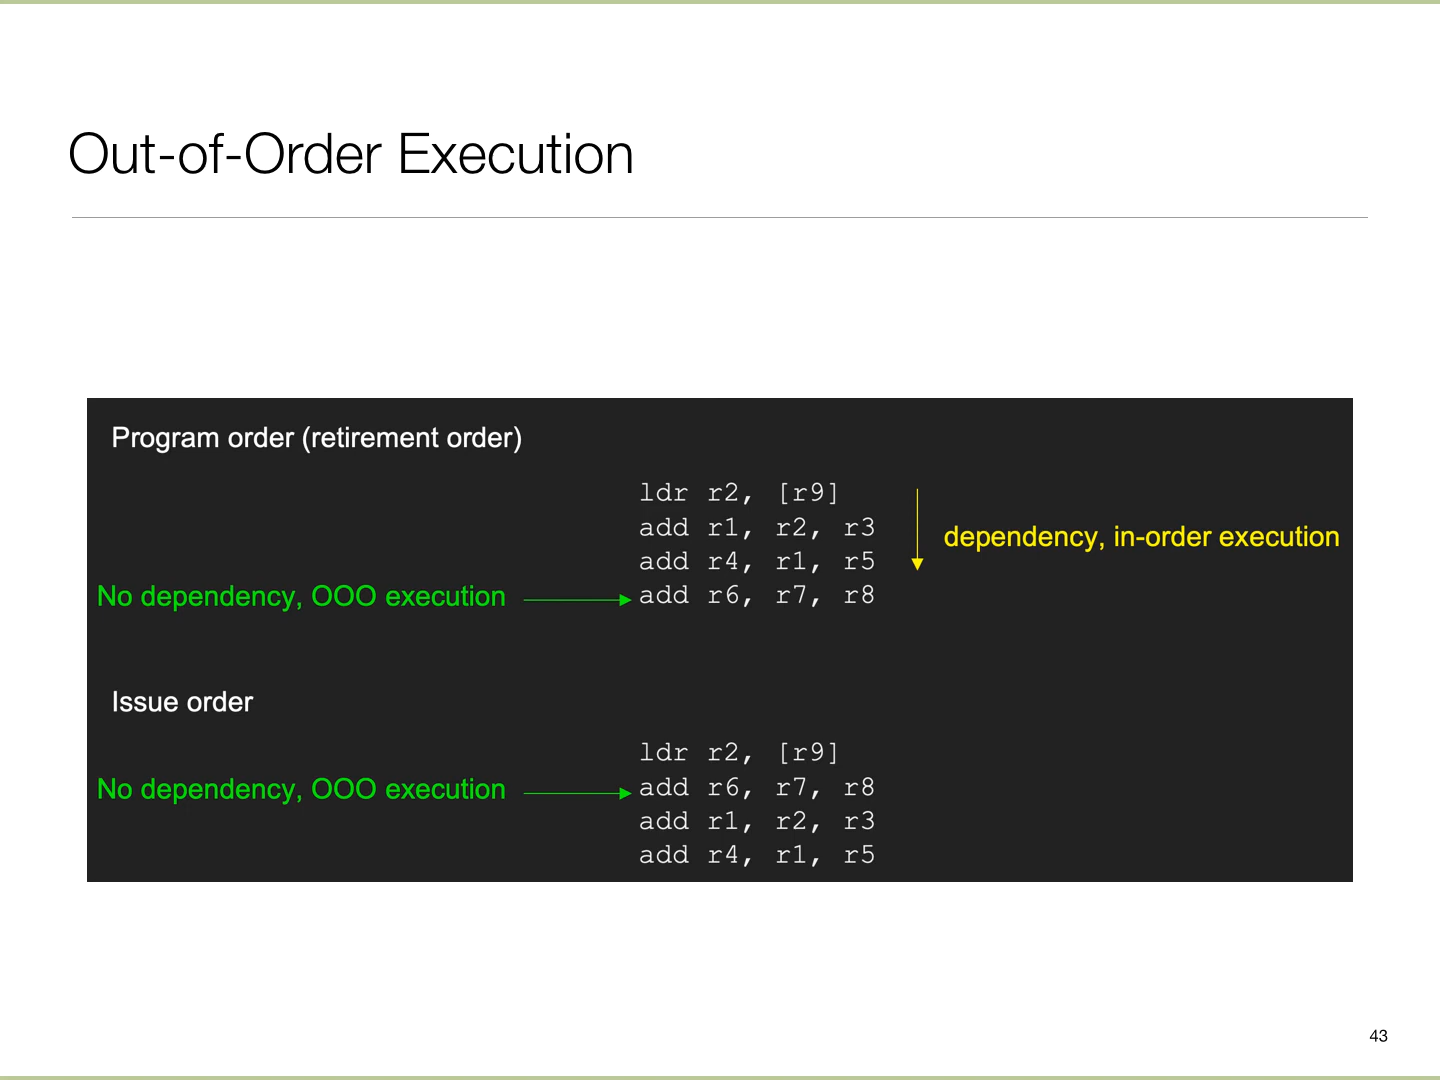 Out-of-Order Execution
Program order (retirement order)
ldr r2, [r9]
add r1, r2, r3
dependency, in-order execution
add r4, r1, r5
No dependency, OOO execution
add r6, r7, r8
Issue order
ldr r2, [r9]
No dependency, OOO execution
add r6, r7, r8
add r1, r2, r3
add r4, r1, r5
43